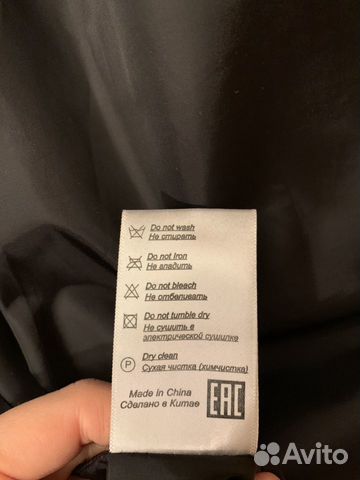 Do not wash
Не стирать
Do not Iron
Не гладить
Do not bleach
Не отбеливать
Do not tumble dry
Не сушить в
электрической сушилке
P
Dry clean
Сухая чистка (химчистка)
Made in China
Сделано в Китае
EAC
Avito